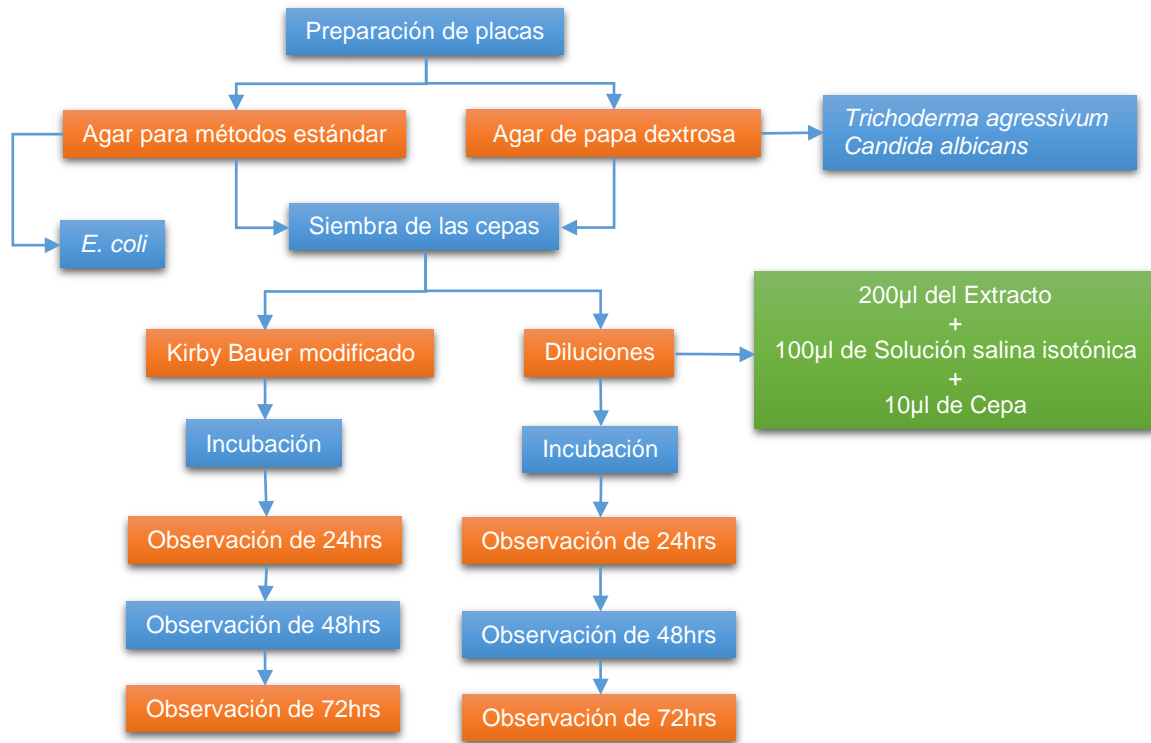 Preparación de placas
Agar para métodos estándar
Agar de papa dextrosa
Trichoderma agressivum
Candida albicans
E. coli
Siembra de las cepas
200µl del Extracto
+
100µl de Solución salina isotónica
+
10µl de Cepa
Kirby Bauer modificado
Diluciones
Incubación
Incubación
Observación de 24hrs
Observación de 24hrs
Observación de 48hrs
Observación de 48hrs
Observación de 72hrs
Observación de 72hrs